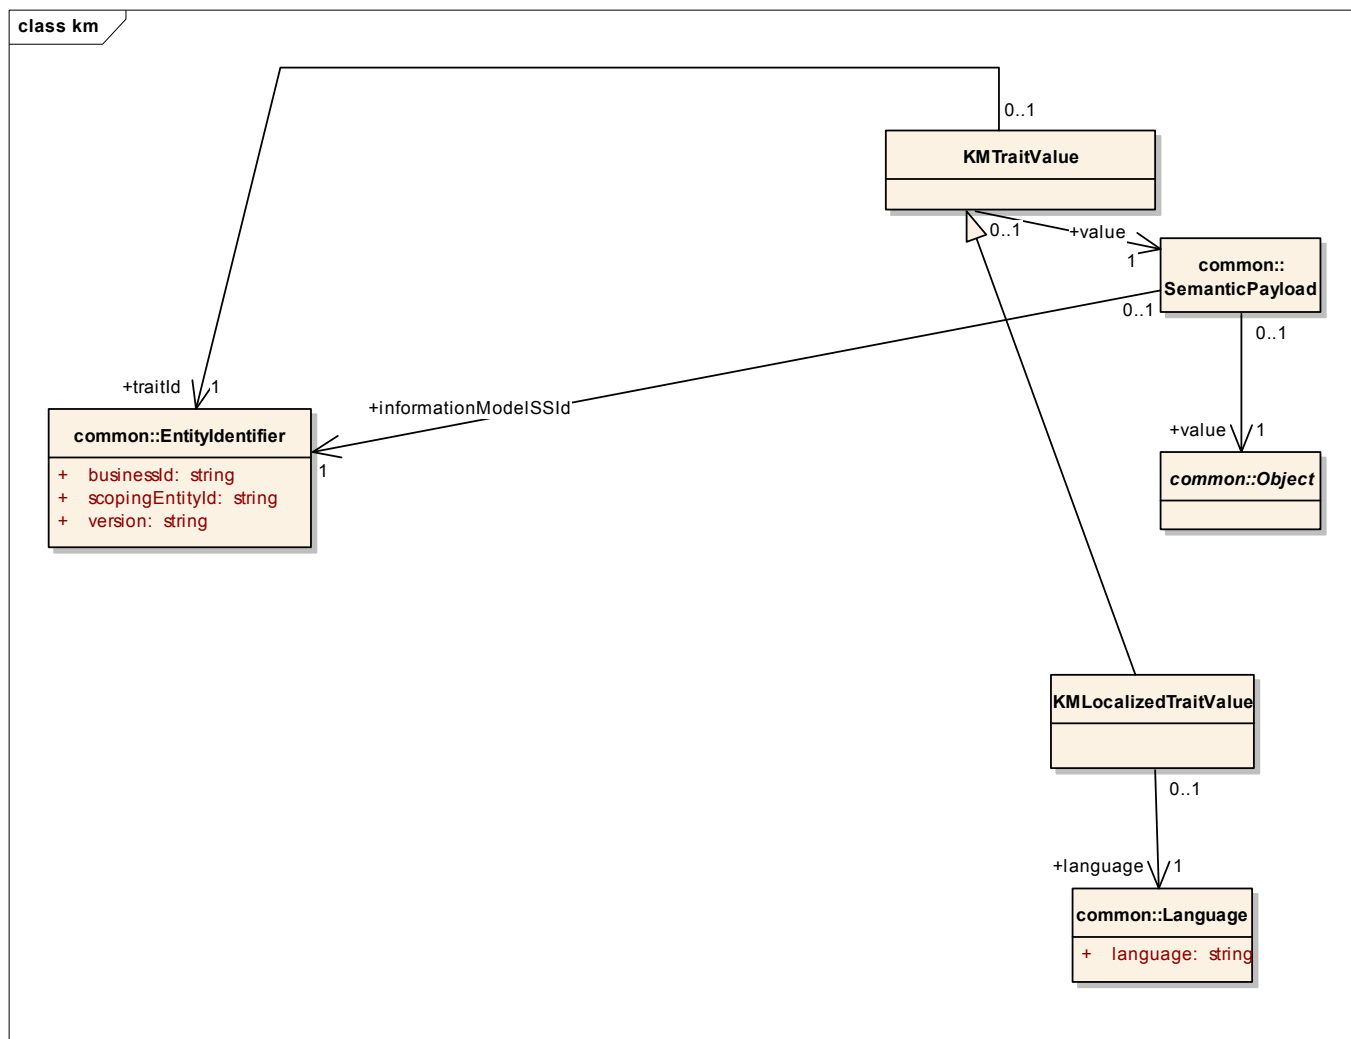 class km
0..1
KMTraitValue
0..1
+value
1
common::
SemanticPayload
0..1
0..1
+traitId
1
+informationModelSSId
1
common::EntityIdentifier
+ businessId: string
+ scopingEntityId: string
+ version: string
+value
1
common::Object
KMLocalizedTraitValue
0..1
+language
1
common::Language
+ language: string